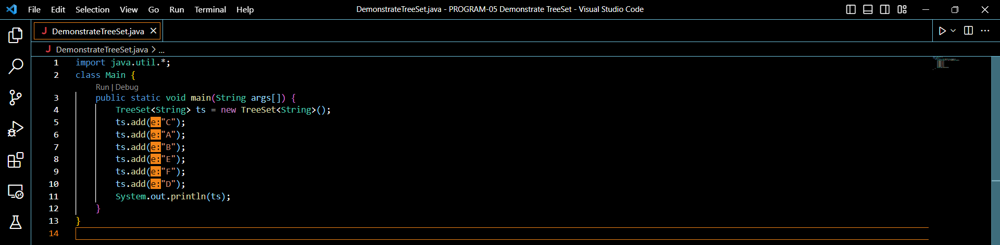 File Edit Selection View Go Run Terminal Help
DemonstrateTreeSet.java - PROGRAM-05 Demonstrate TreeSet - Visual Studio Code
J DemonstrateTreeSet.java ×
J DemonstrateTreeSet.java > ...
1 import java.util.*;
2 class Main {
Run | Debug
3 public static void main(String args[]) {
4 TreeSet<String> ts = new TreeSet<String>();
5 ts.add(e:"C");
6 ts.add(e:"A");
7 ts.add(e:"B");
8 ts.add(e:"E");
9 ts.add(e:"F");
10 ts.add(e:"D");
11 System.out.println(ts);
12 }
13 }
14